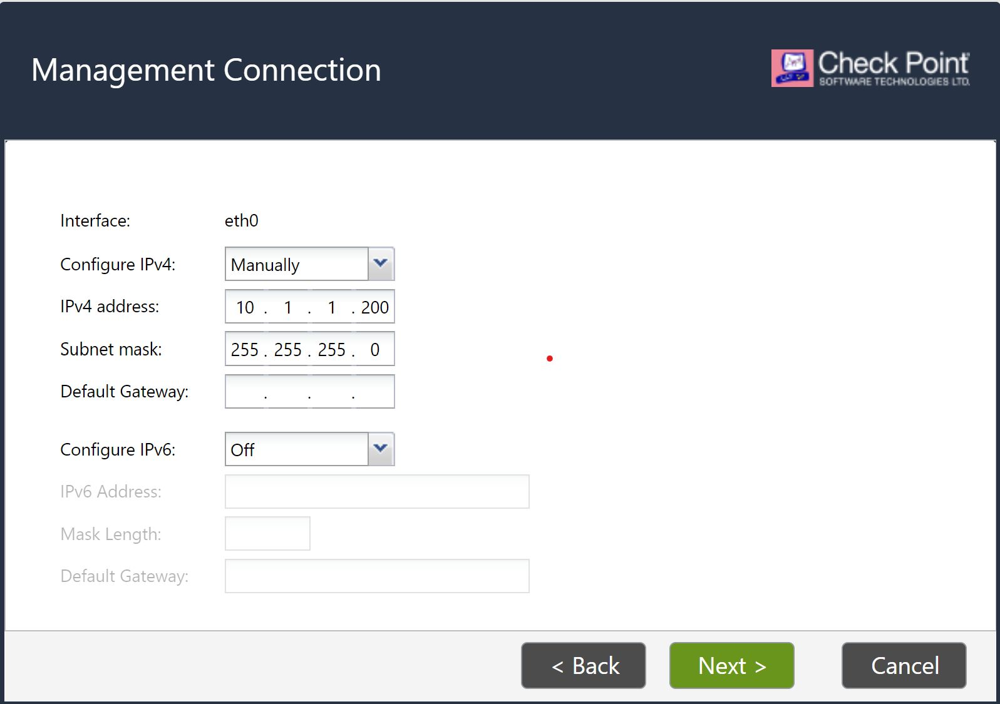 Management Connection
Check Point
SOFTWARE TECHNOLOGIES LTD.
Interface: eth0
Configure IPv4: Manually
IPv4 address: 10 . 1 . 1 . 200
Subnet mask: 255 . 255 . 255 . 0
Default Gateway: . . .
Configure IPv6: Off
IPv6 Address:
Mask Length:
Default Gateway:
< Back Next > Cancel